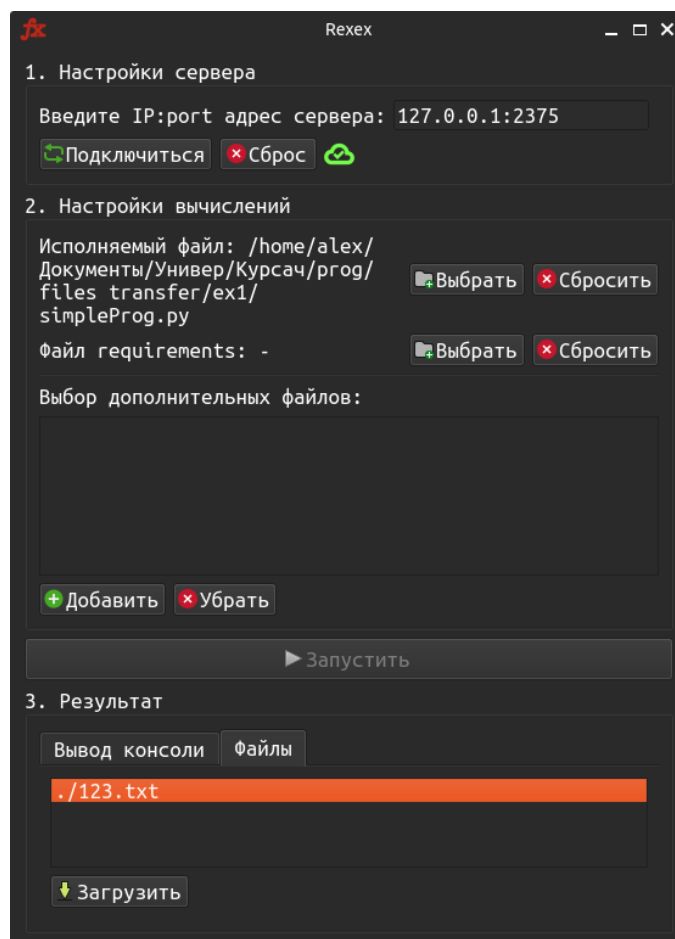 fx
Rexex
1. Настройки сервера
Введите IP:port адрес сервера: 127.0.0.1:2375
Подключиться Сброс
2. Настройки вычислений
Исполняемый файл: /home/alex/
Документы/Универ/Курсач/prog/
files transfer/ex1/
simpleProg.py
Выбрать Сбросить
Файл requirements: - Выбрать Сбросить
Выбор дополнительных файлов:
Добавить Убрать
Запустить
3. Результат
Вывод консоли Файлы
./123.txt
Загрузить